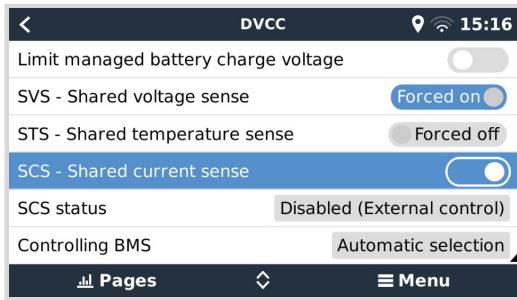 DVCC
15:16
Limit managed battery charge voltage
SVS - Shared voltage sense
Forced on
STS - Shared temperature sense
Forced off
SCS - Shared current sense
SCS status
Disabled (External control)
Controlling BMS
Automatic selection
Pages
Menu